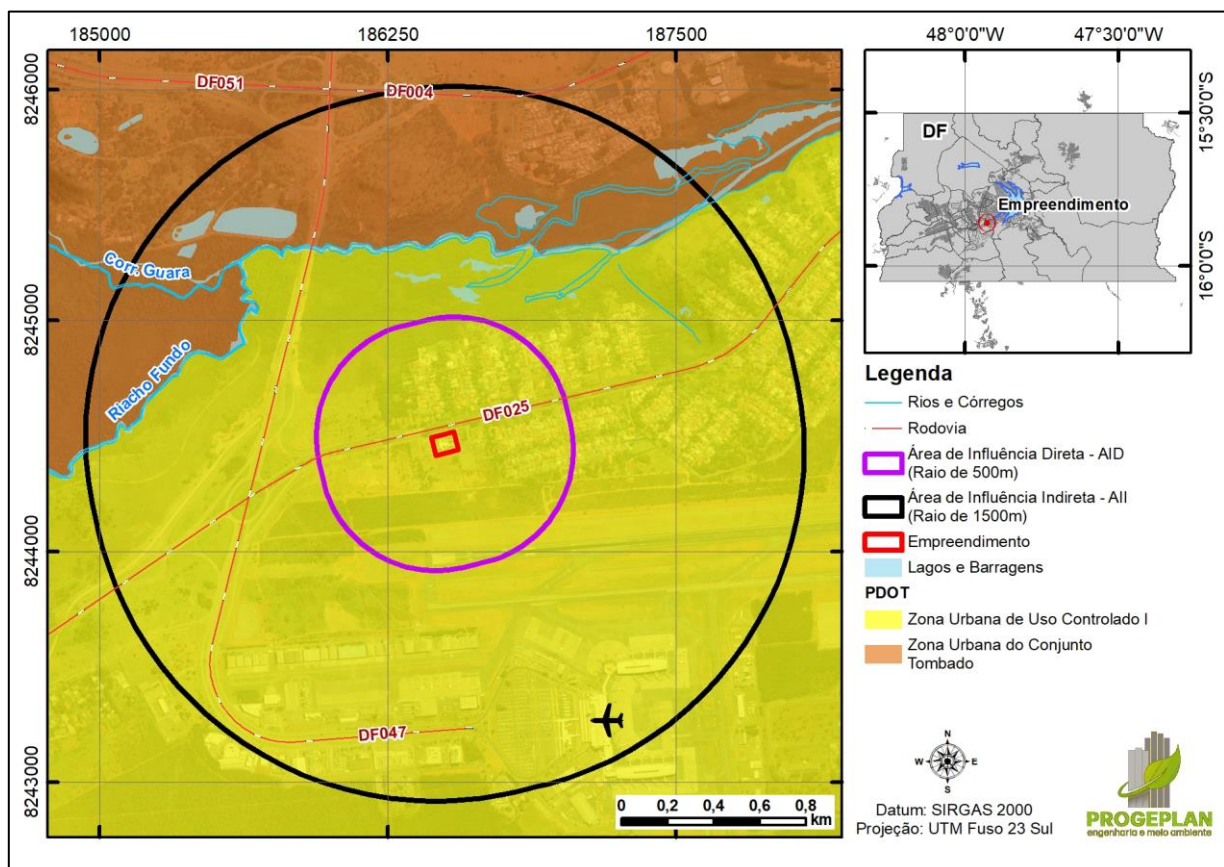 185000
186250
187500
8246000
8245000
8244000
8243000
DF051
DF004
Corr. Guara
Riacho Fundo
DF025
DF047
0 0,2 0,4 0,6 0,8
km
48°0'0"W
47°30'0"W
15°30'0"S
16°0'0"S
DF
Empreendimento
Legenda
Rios e Córregos
Rodovia
Área de Influência Direta - AID
(Raio de 500m)
Área de Influência Indireta - AII
(Raio de 1500m)
Empreendimento
Lagos e Barragens
PDOT
Zona Urbana de Uso Controlado I
Zona Urbana do Conjunto
Tombado
N
W
E
S
Datum: SIRGAS 2000
Projeção: UTM Fuso 23 Sul
PROGEPLAN
engenharia e meio ambiente